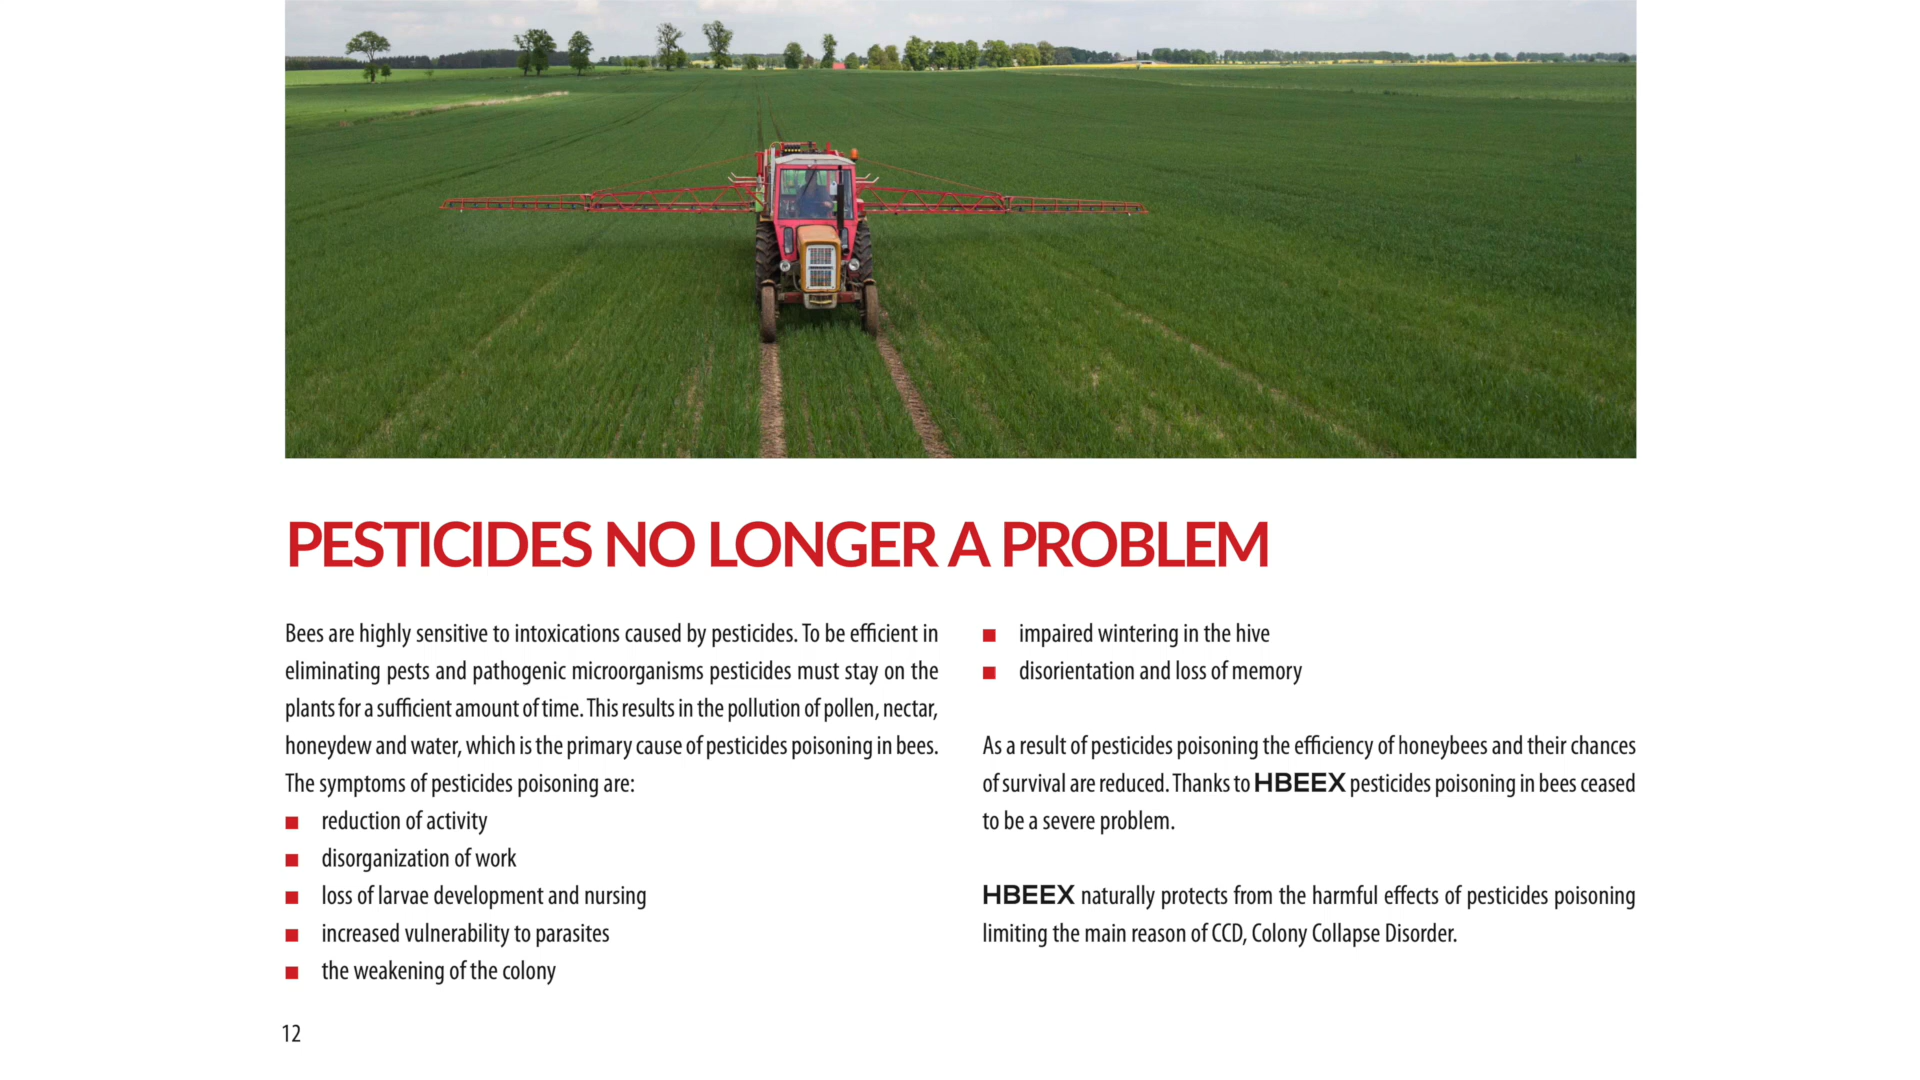 PESTICIDES NO LONGER A PROBLEM
Bees are highly sensitive to intoxications caused by pesticides. To be efficient in
eliminating pests and pathogenic microorganisms pesticides must stay on the
plants for a sufficient amount of time. This results in the pollution of pollen, nectar,
honeydew and water, which is the primary cause of pesticides poisoning in bees.
The symptoms of pesticides poisoning are:
■ reduction of activity
■ disorganization of work
■ loss of larvae development and nursing
■ increased vulnerability to parasites
■ the weakening of the colony
■ impaired wintering in the hive
■ disorientation and loss of memory
As a result of pesticides poisoning the efficiency of honeybees and their chances
of survival are reduced. Thanks to HBEEX pesticides poisoning in bees ceased
to be a severe problem.
HBEEX naturally protects from the harmful effects of pesticides poisoning
limiting the main reason of CCD, Colony Collapse Disorder.
12